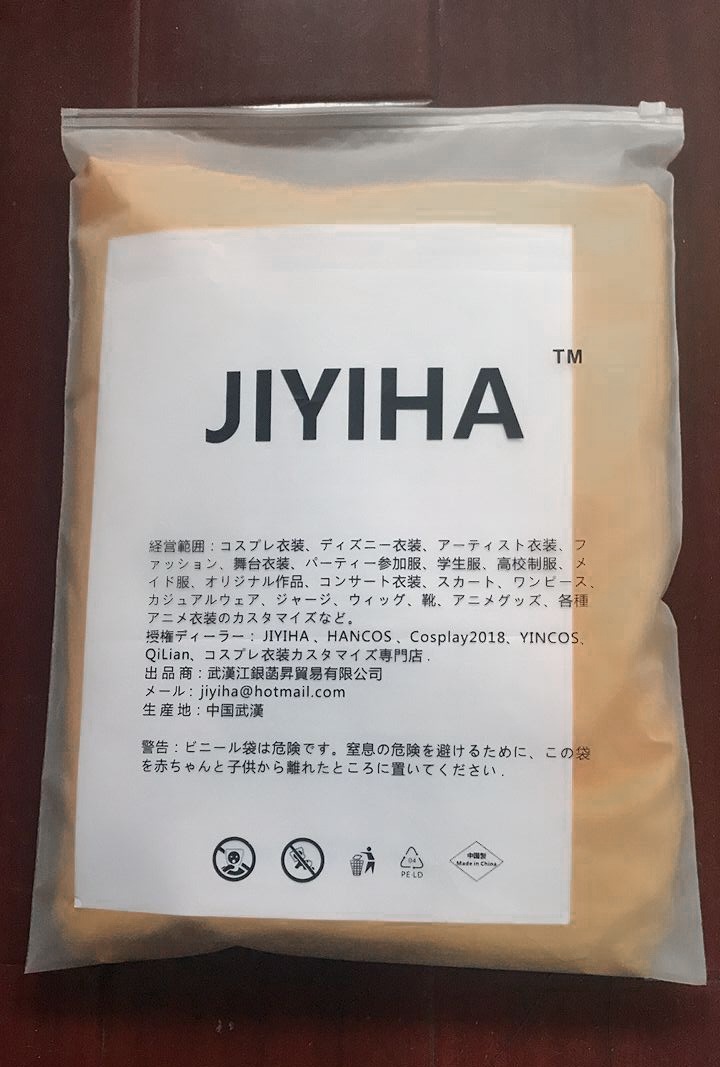 JIYIHA TM
経営範囲：コスプレ衣装、ディズニー衣装、アーティスト衣装、フ
ァッション、舞台衣装、パーティー参加服、学生服、高校制服、メ
イド服、オリジナル作品、コンサート衣装、スカート、ワンピース、
カジュアルウェア、ジャージ、ウィッグ、靴、アニメグッズ、各種
アニメ衣装のカスタマイズなど。
授権ディーラー：JIYIHA 、HANCOS 、Cosplay2018、YINCOS、
QiLian、コスプレ衣装カスタマイズ専門店 .
出品商：武漢江銀菡昇貿易有限公司
メール：jiyiha@hotmail.com
生産地：中国武漢
警告：ビニール袋は危険です。窒息の危険を避けるために、この袋
を赤ちゃんと子供から離れたところに置いてください .
04
PE LD
中国製
Made in China